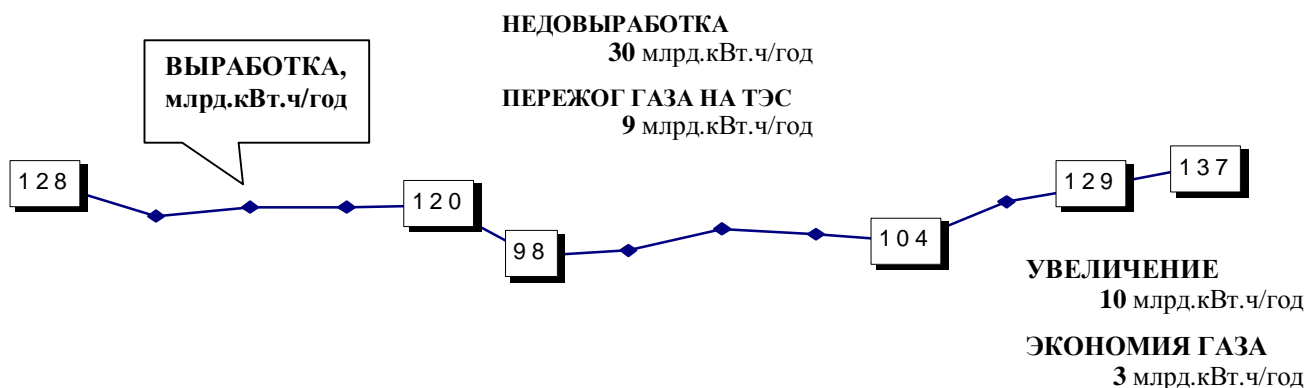 НЕДОВЫРАБОТКА
30 млрд.кВт.ч/год
ВЫРАБОТКА,
млрд.кВт.ч/год
ПЕРЕЖОГ ГАЗА НА ТЭС
9 млрд.кВт.ч/год
128
120
98
104
129
137
УВЕЛИЧЕНИЕ
10 млрд.кВт.ч/год
ЭКОНОМИЯ ГАЗА
3 млрд.кВт.ч/год